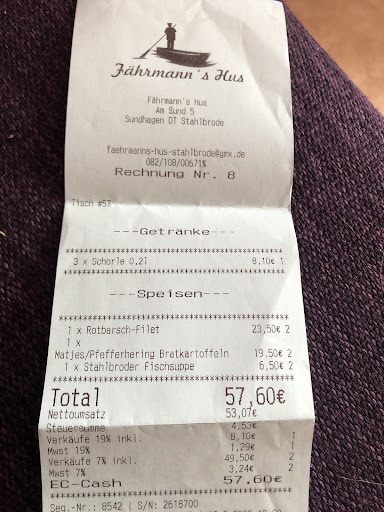 Fährmann's Hus
Fährmann's Hus
Am Sund 5
Sundhagen OT Stahlbrode
faehrmanns-hus-stahlbrode@gmx.de
082/108/00671%
Rechnung Nr. 8
Tisch #57
---Getränke---
3 x Schorle 0,2l 8,10€ 1
---Speisen---
1 x Rotbarsch-Filet 23,50€ 2
1 x
Matjes/Pfefferhering Bratkartoffeln 19,50€ 2
1 x Stahlbroder Fischsuppe 6,50€ 2
Total 57,60€
Nettoumsatz 53,07€
Steuersumme 4,53€
Verkäufe 19% inkl. 8,10€ 1
Mwst 19% 1,29€ 1
Verkäufe 7% inkl. 49,50€ 2
Mwst 7% 3,24€ 2
EC-Cash 57,60€
Seq.-Nr.: 8542 | S/N: 2618700